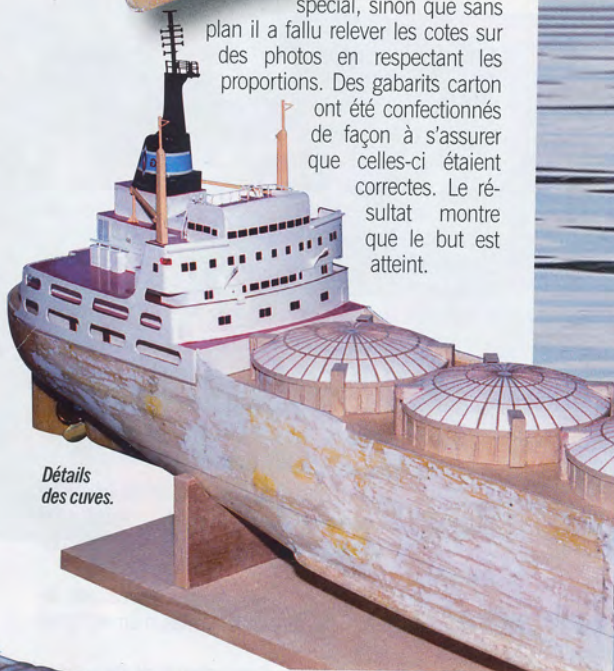 spécial, sinon que sans
plan il a fallu relever les cotes sur
des photos en respectant les
proportions. Des gabarits carton
ont été confectionnés
de façon à s'assurer
que celles-ci étaient
correctes. Le ré-
sultat montre
que le but est
atteint.
Détails
des cuves.